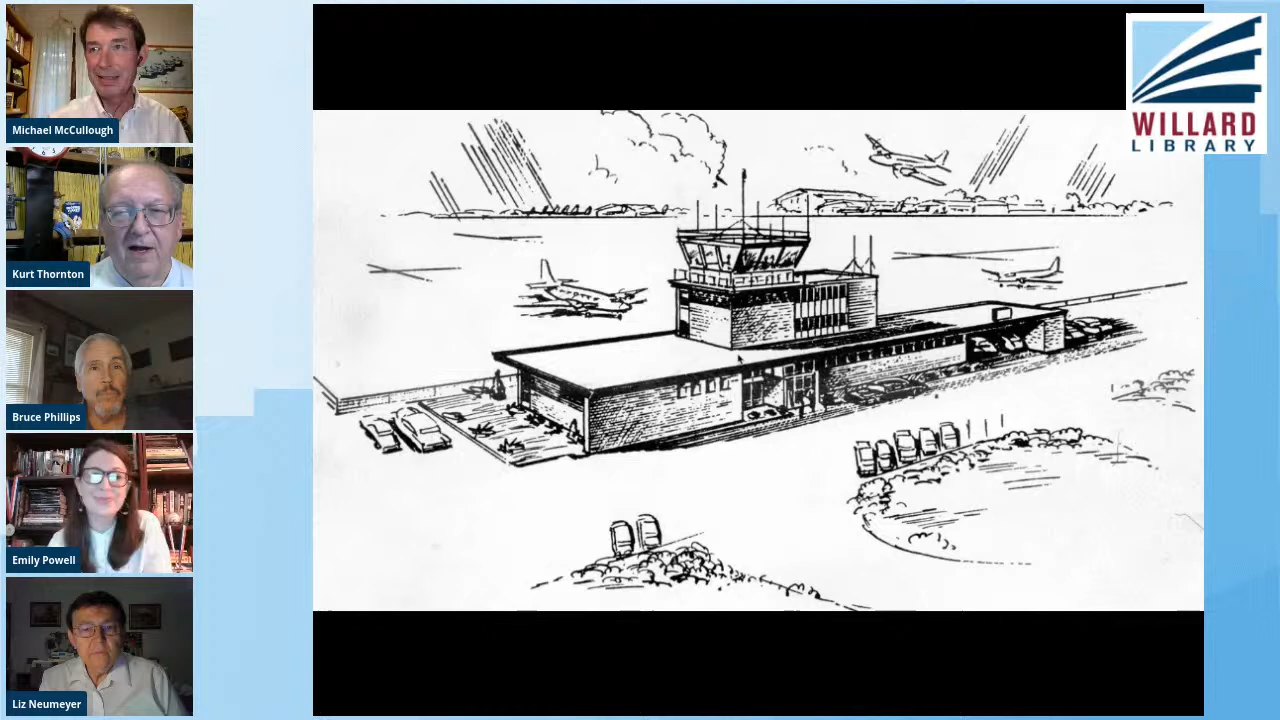 Michael McCullough
Kurt Thornton
Bruce Phillips
Emily Powell
Liz Neumeyer
WILLARD
LIBRARY